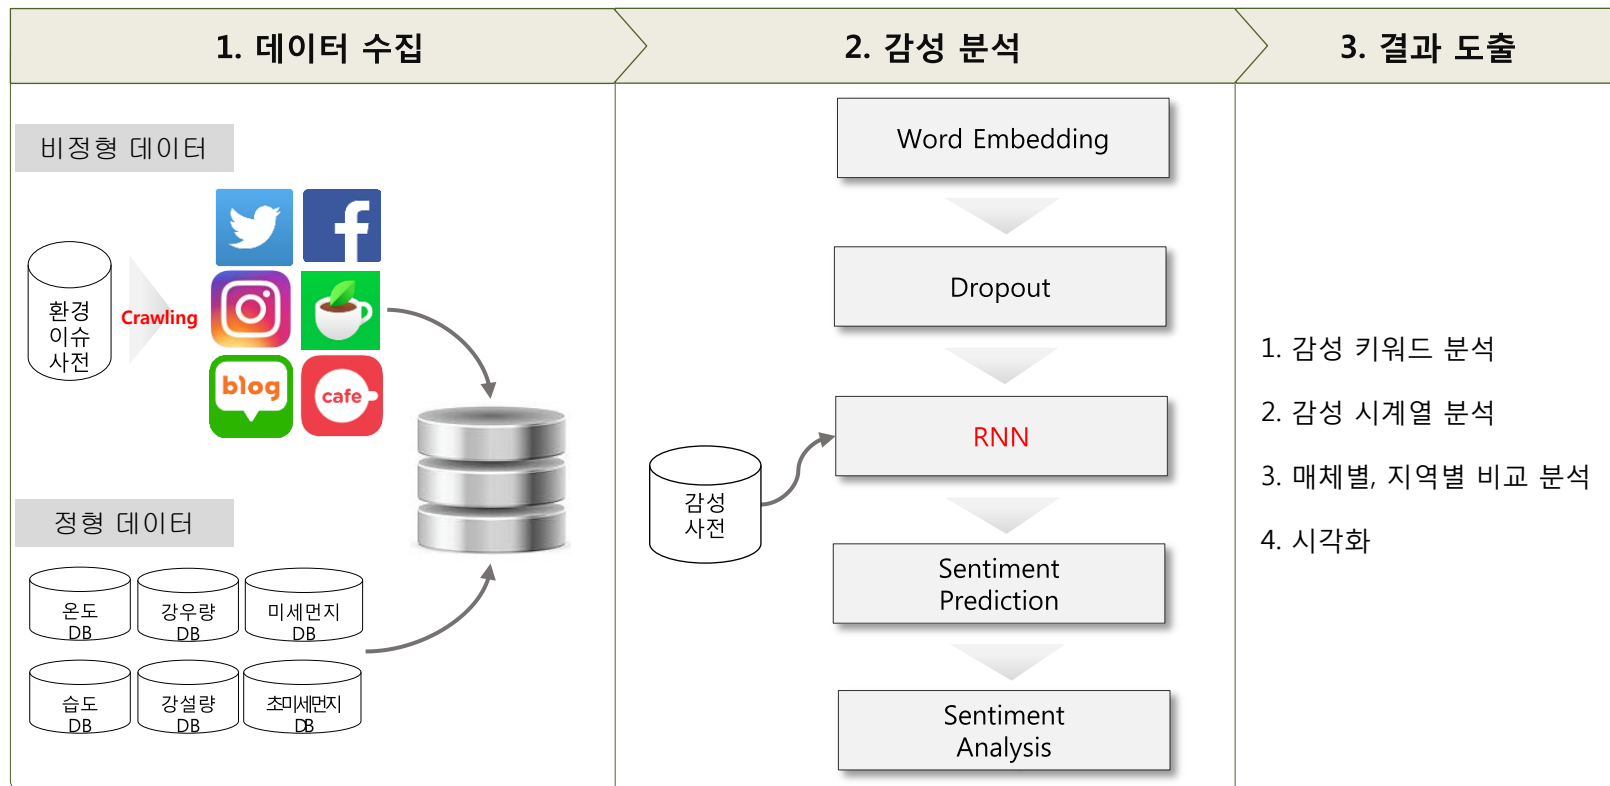 1. 데이터 수집
2. 감성 분석
3. 결과 도출
비정형 데이터
환경
이슈
사전
Crawling
blog
cafe
정형 데이터
온도
DB
강우량
DB
미세먼지
DB
습도
DB
강설량
DB
초미세먼지
DB
Word Embedding
Dropout
RNN
감성
사전
Sentiment
Prediction
Sentiment
Analysis
1. 감성 키워드 분석
2. 감성 시계열 분석
3. 매체별, 지역별 비교 분석
4. 시각화